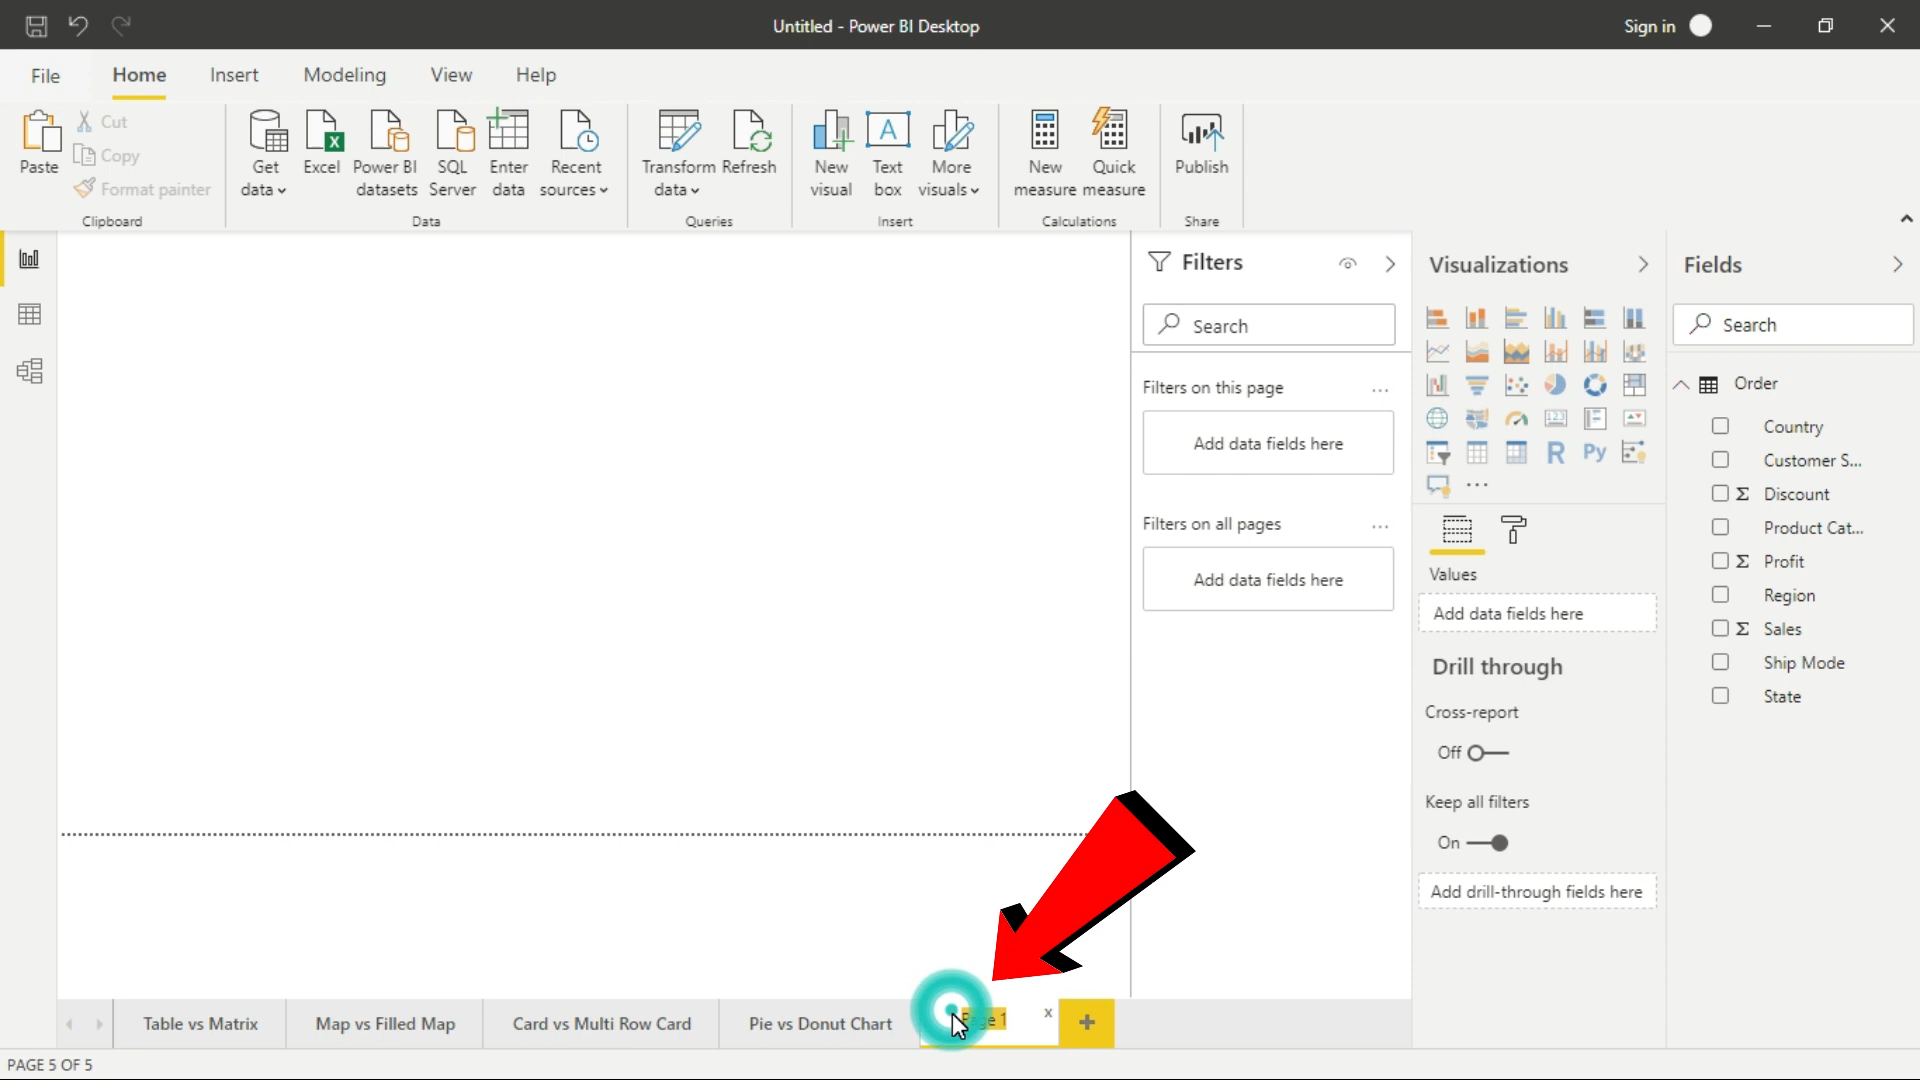 Untitled - Power BI Desktop
Sign in
File
Home
Insert
Modeling
View
Help
Paste
Cut
Copy
Format painter
Clipboard
Get
data
Excel
Power BI
datasets
SQL
Server
Enter
data
Recent
sources
Data
Transform
data
Refresh
Queries
New
visual
A
Text
box
More
visuals
Insert
New
measure
Quick
measure
Calculations
Publish
Share
Filters
Search
Filters on this page
...
Add data fields here
Filters on all pages
...
Add data fields here
Visualizations
123
R
Py
...
Values
Add data fields here
Drill through
Cross-report
Off
Keep all filters
On
Add drill-through fields here
Fields
Search
Order
Country
Customer S...
Σ Discount
Product Cat...
Σ Profit
Region
Σ Sales
Ship Mode
State
Table vs Matrix
Map vs Filled Map
Card vs Multi Row Card
Pie vs Donut Chart
Page 1
x
+
PAGE 5 OF 5